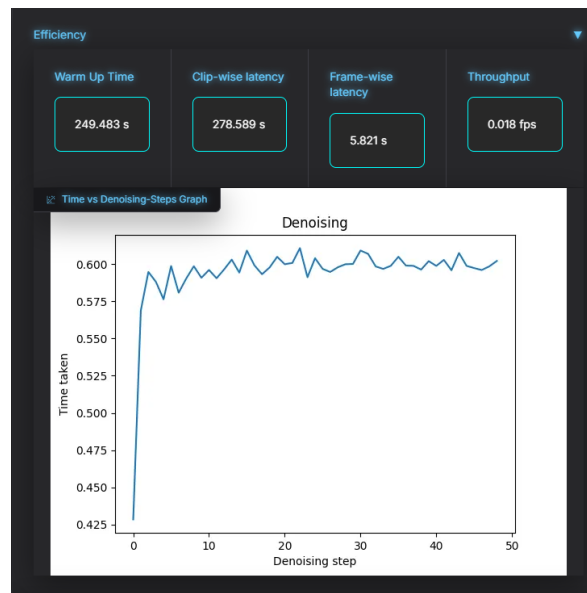 Efficiency ▼
Warm Up Time
249.483 s
Clip-wise latency
278.589 s
Frame-wise
latency
5.821 s
Throughput
0.018 fps
Time vs Denoising-Steps Graph
Denoising
Time taken
0.600
0.575
0.550
0.525
0.500
0.475
0.450
0.425
0 10 20 30 40 50
Denoising step